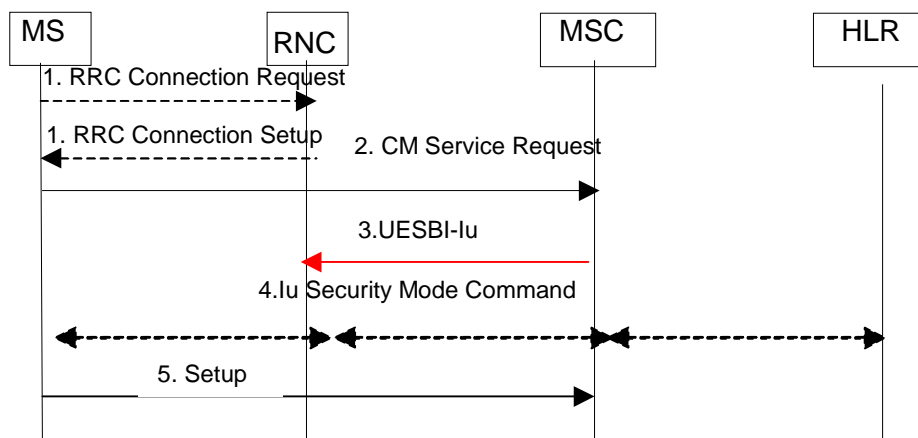 MS
RNC
MSC
HLR
1. RRC Connection Request
1. RRC Connection Setup
2. CM Service Request
3.UESBI-Iu
4.Iu Security Mode Command
5. Setup